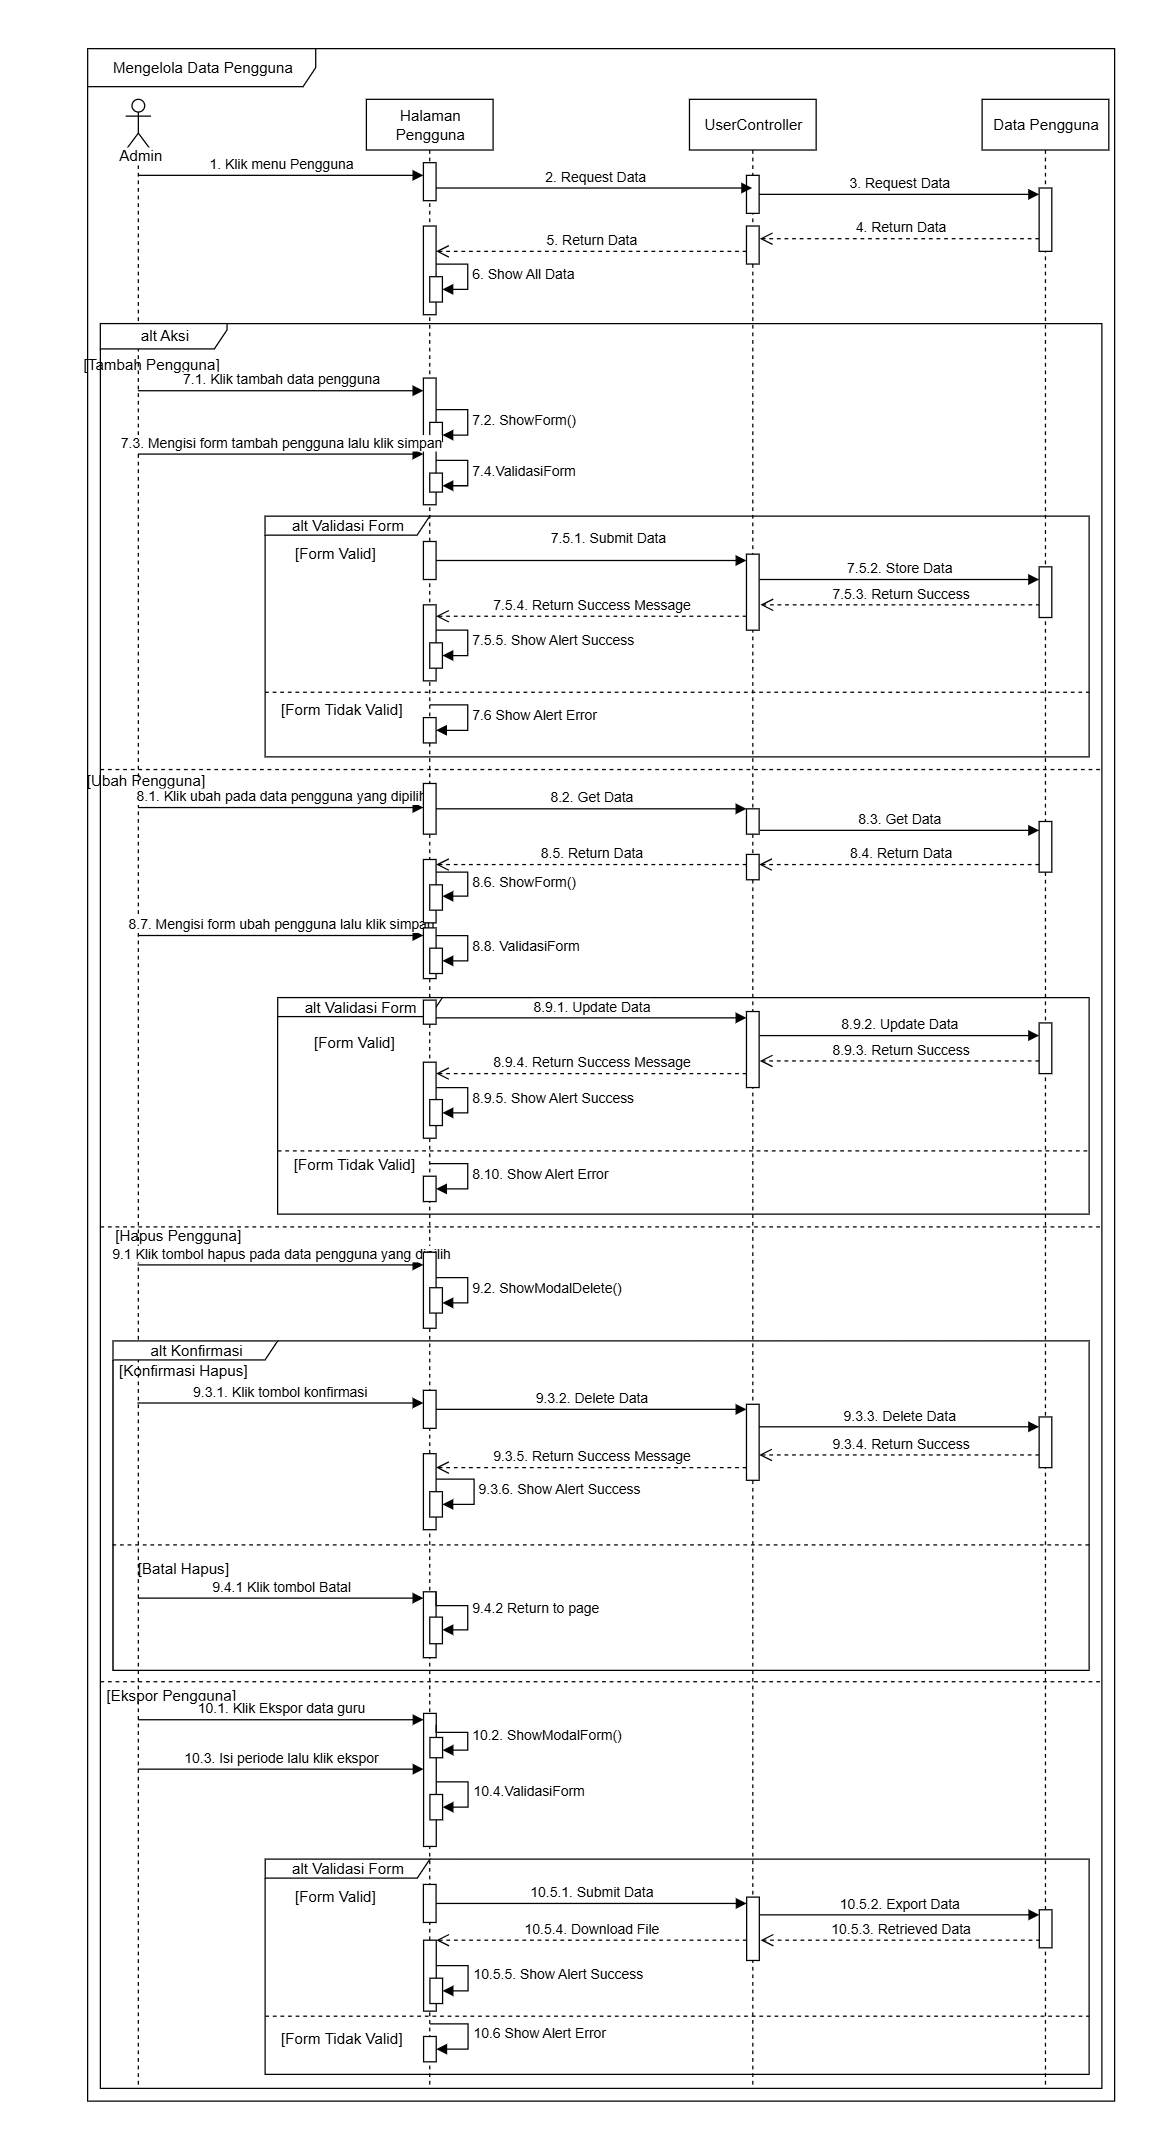 Mengelola Data Pengguna
Admin
Halaman
Pengguna
UserController
Data Pengguna
1. Klik menu Pengguna
2. Request Data
3. Request Data
4. Return Data
5. Return Data
6. Show All Data
alt Aksi
[Tambah Pengguna]
7.1. Klik tambah data pengguna
7.2. ShowForm()
7.3. Mengisi form tambah pengguna lalu klik simpan
7.4.ValidasiForm
alt Validasi Form
[Form Valid]
7.5.1. Submit Data
7.5.2. Store Data
7.5.3. Return Success
7.5.4. Return Success Message
7.5.5. Show Alert Success
[Form Tidak Valid]
7.6 Show Alert Error
[Ubah Pengguna]
8.1. Klik ubah pada data pengguna yang dipilih
8.2. Get Data
8.3. Get Data
8.4. Return Data
8.5. Return Data
8.6. ShowForm()
8.7. Mengisi form ubah pengguna lalu klik simpan
8.8. ValidasiForm
alt Validasi Form
[Form Valid]
8.9.1. Update Data
8.9.2. Update Data
8.9.3. Return Success
8.9.4. Return Success Message
8.9.5. Show Alert Success
[Form Tidak Valid]
8.10. Show Alert Error
[Hapus Pengguna]
9.1 Klik tombol hapus pada data pengguna yang dipilih
9.2. ShowModalDelete()
alt Konfirmasi
[Konfirmasi Hapus]
9.3.1. Klik tombol konfirmasi
9.3.2. Delete Data
9.3.3. Delete Data
9.3.4. Return Success
9.3.5. Return Success Message
9.3.6. Show Alert Success
[Batal Hapus]
9.4.1 Klik tombol Batal
9.4.2 Return to page
[Ekspor Pengguna]
10.1. Klik Ekspor data guru
10.2. ShowModalForm()
10.3. Isi periode lalu klik ekspor
10.4.ValidasiForm
alt Validasi Form
[Form Valid]
10.5.1. Submit Data
10.5.2. Export Data
10.5.3. Retrieved Data
10.5.4. Download File
10.5.5. Show Alert Success
[Form Tidak Valid]
10.6 Show Alert Error